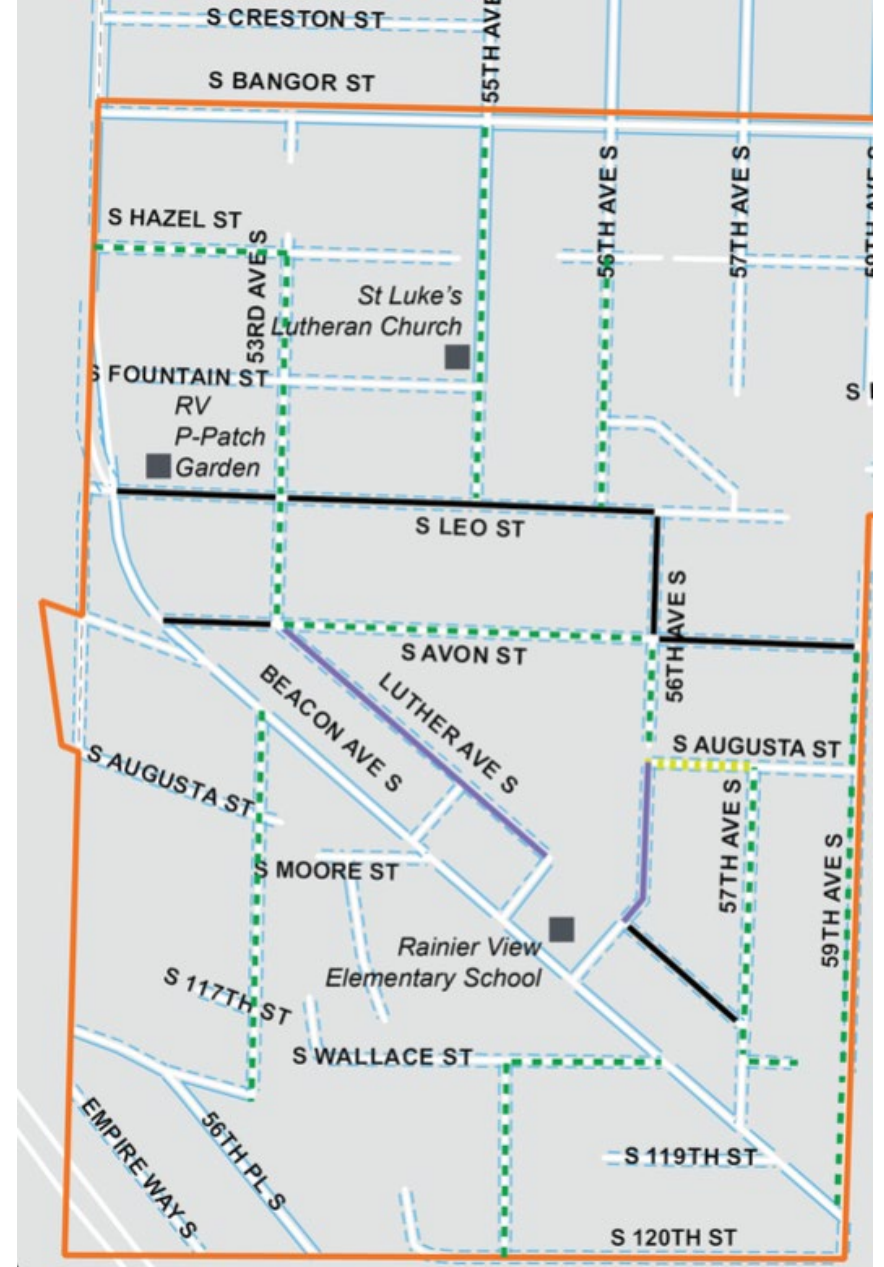 S CRESTON ST
55TH AVE
S BANGOR ST
56TH AVE S
57TH AVE S
S HAZEL ST
53RD AVE S
St Luke's
Lutheran Church
S FOUNTAIN ST
RV
P-Patch
Garden
S LEO ST
56TH AVE S
S AVON ST
BEACON AVE S
LUTHER AVE S
S AUGUSTA ST
S AUGUSTA ST
57TH AVE S
59TH AVE S
S MOORE ST
Rainier View
Elementary School
S 117TH ST
S WALLACE ST
EMPIRE WAY S
56TH PL S
S 119TH ST
S 120TH ST